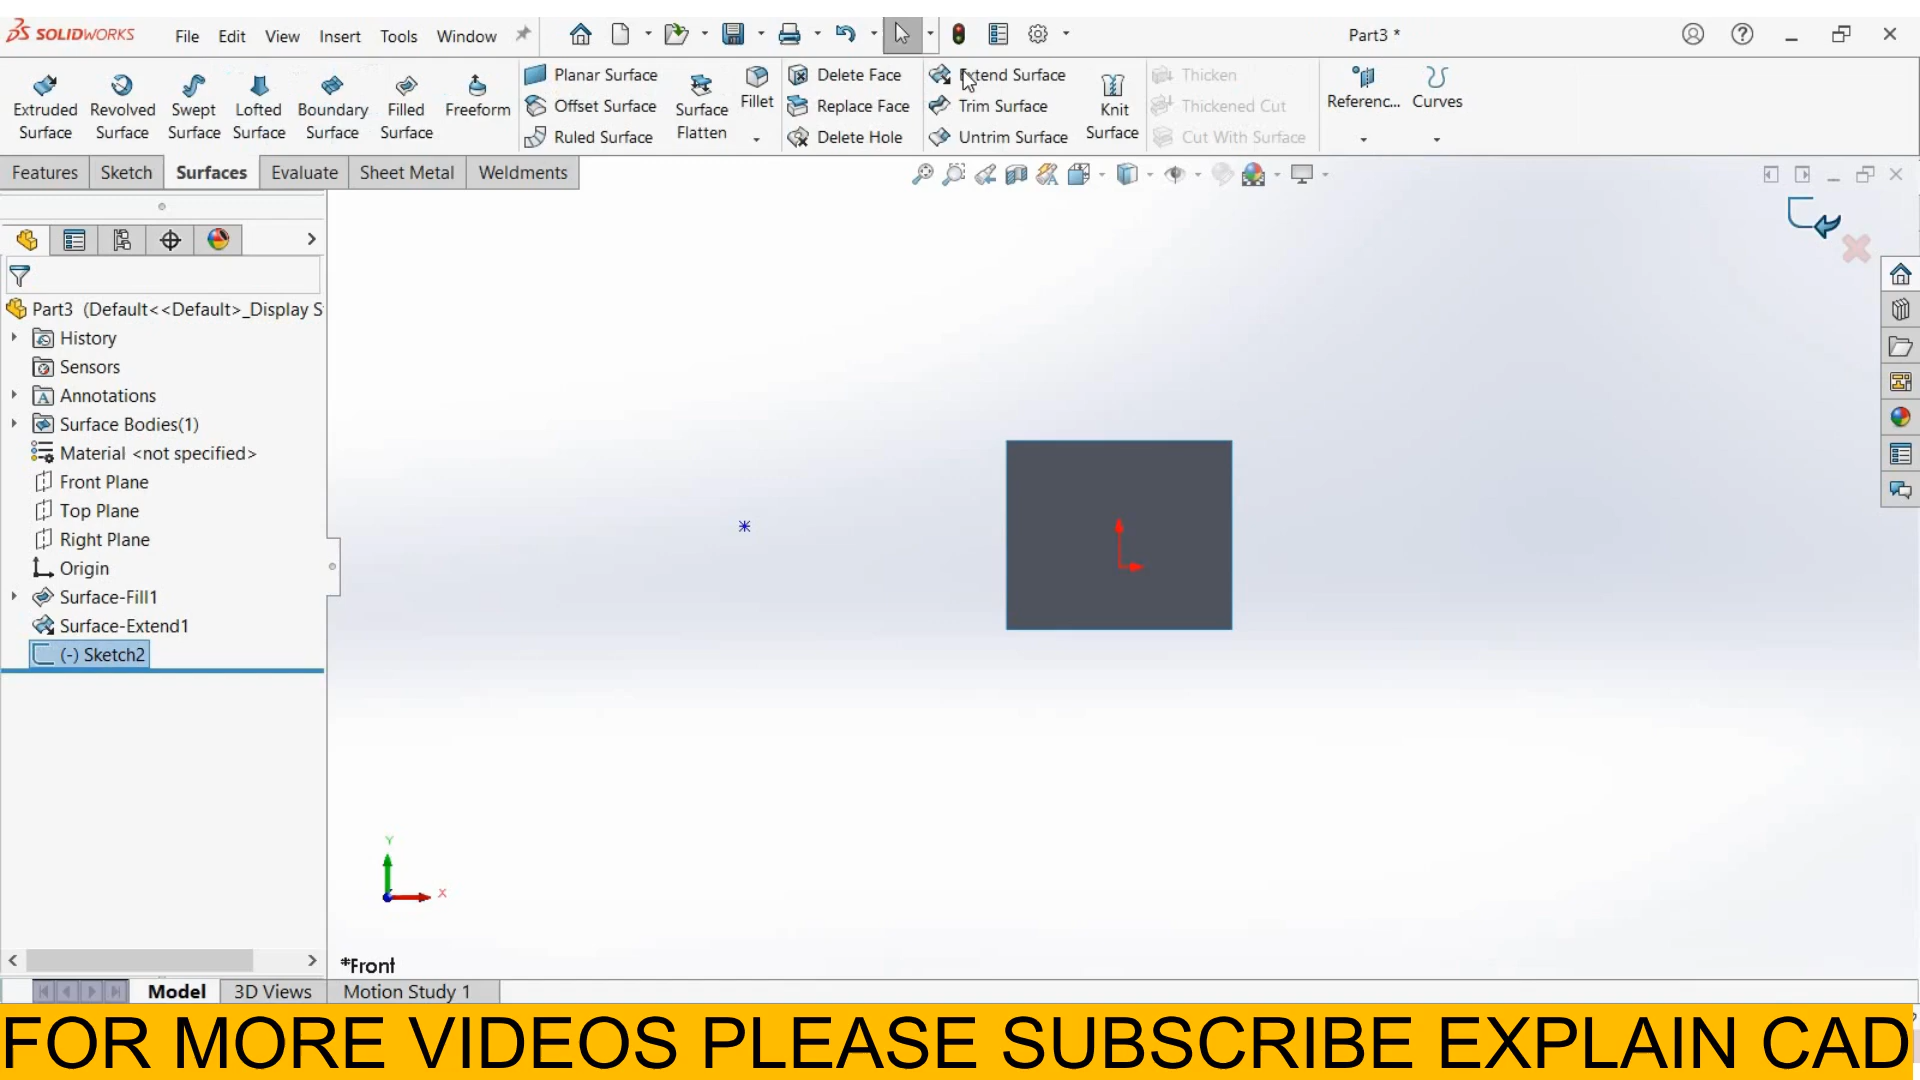 SOLIDWORKS File Edit View Insert Tools Window Part3 *
Extruded Surface
Revolved Surface
Swept Surface
Lofted Surface
Boundary Surface
Filled Surface
Freeform
Planar Surface
Offset Surface
Ruled Surface
Surface Flatten
Fillet
Delete Face
Replace Face
Delete Hole
Extend Surface
Trim Surface
Untrim Surface
Knit Surface
Thicken
Thickened Cut
Cut With Surface
Referenc...
Curves
Features Sketch Surfaces Evaluate Sheet Metal Weldments
Part3 (Default<<Default>_Display S
History
Sensors
Annotations
Surface Bodies(1)
Material <not specified>
Front Plane
Top Plane
Right Plane
Origin
Surface-Fill1
Surface-Extend1
(-) Sketch2
Y
X
*Front
Model 3D Views Motion Study 1
FOR MORE VIDEOS PLEASE SUBSCRIBE EXPLAIN CAD